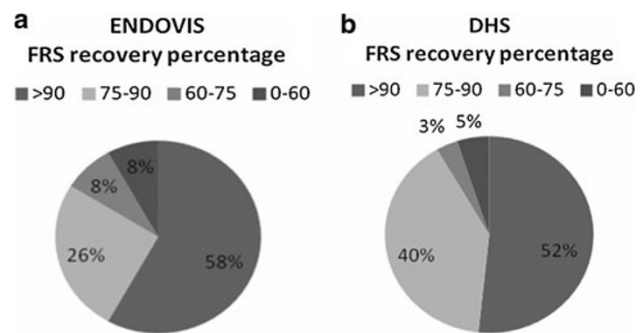 a
ENDOVIS
FRS recovery percentage
>90 75-90 60-75 0-60
8%
8%
26%
58%
b
DHS
FRS recovery percentage
>90 75-90 60-75 0-60
3%
5%
40%
52%